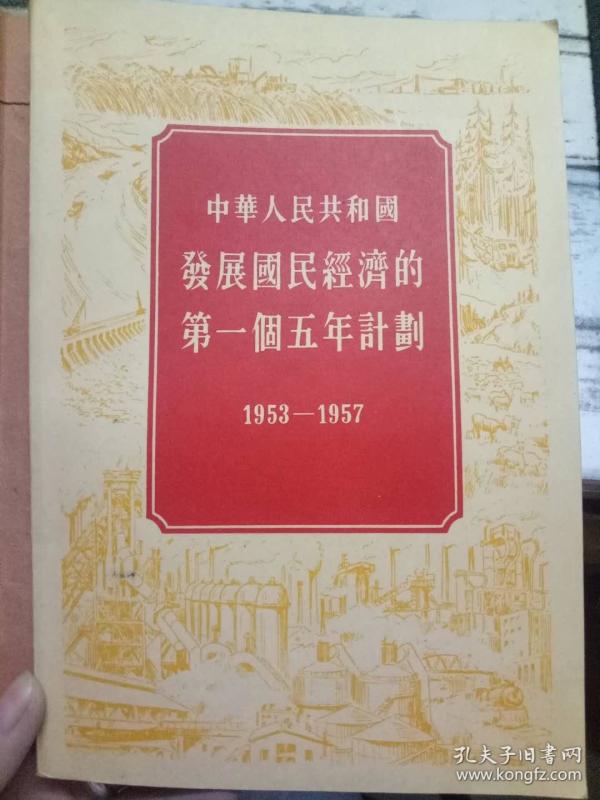 中華人民共和國
發展國民經濟的
第一個五年計劃
1953—1957
孔夫子旧书网
www.kongfz.com